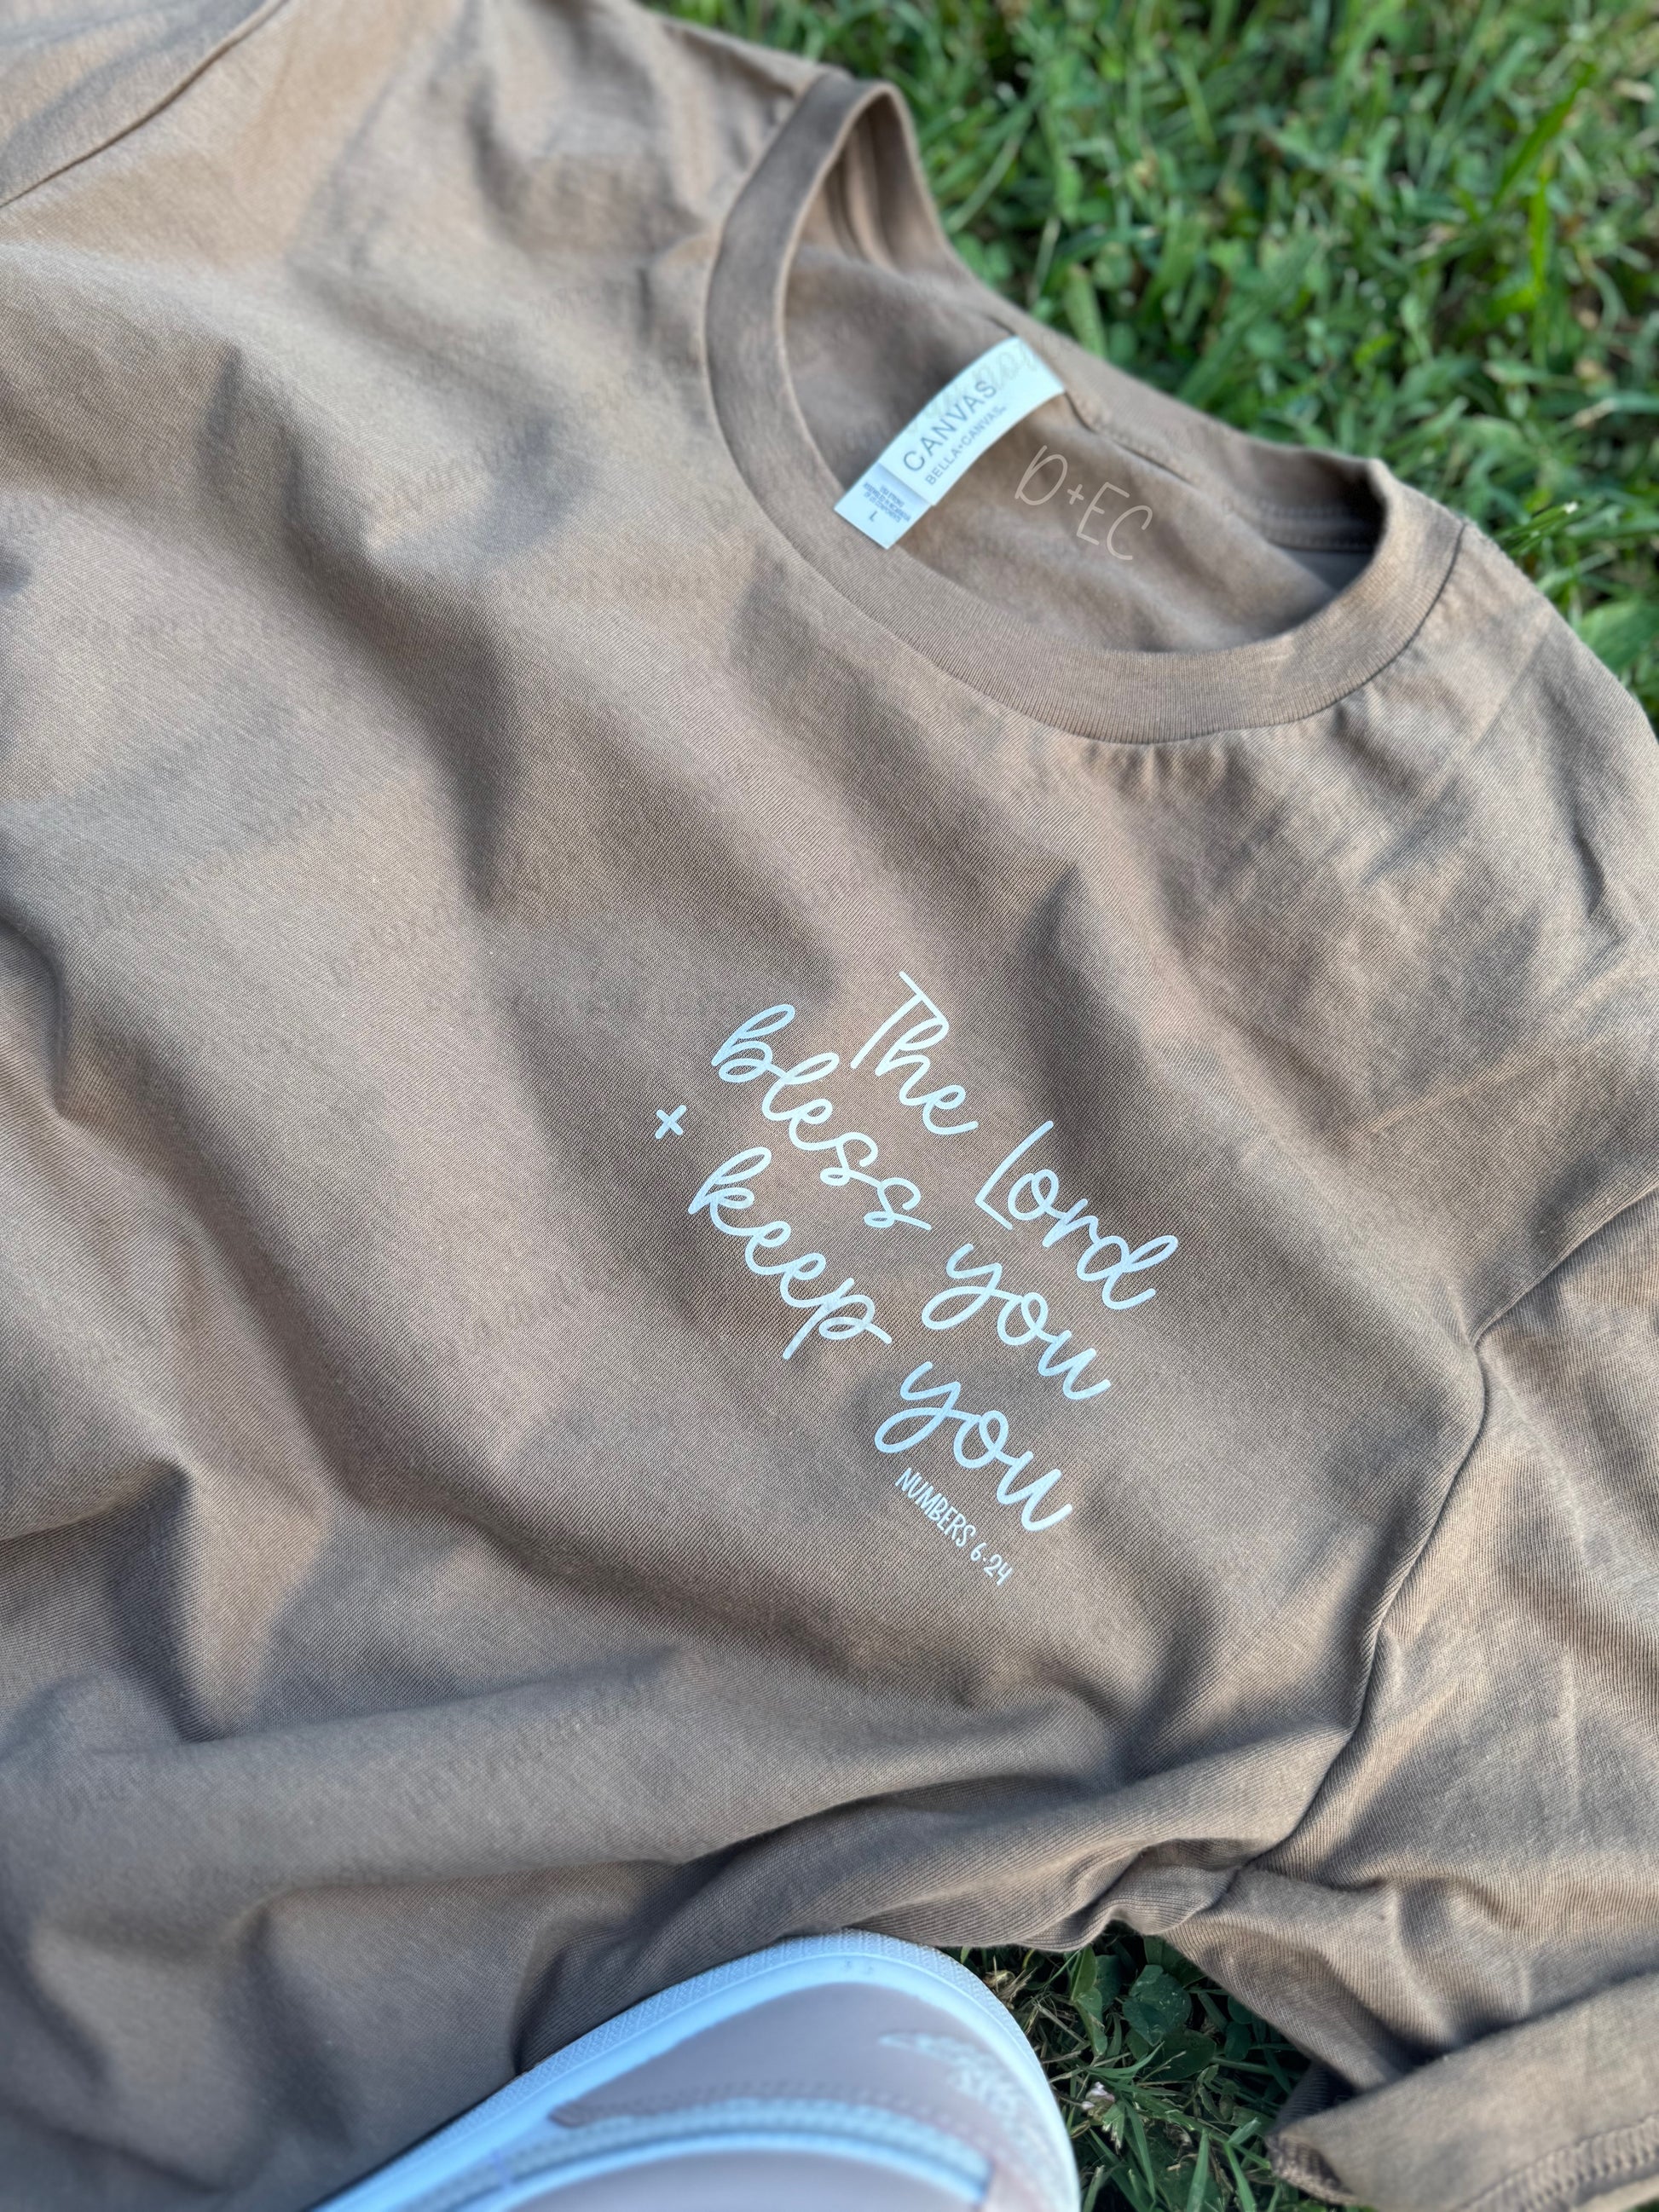 CANVAS
BELLA+CANVAS
L
D+EC
The Lord
bless you
+ keep you
NUMBERS 6:24